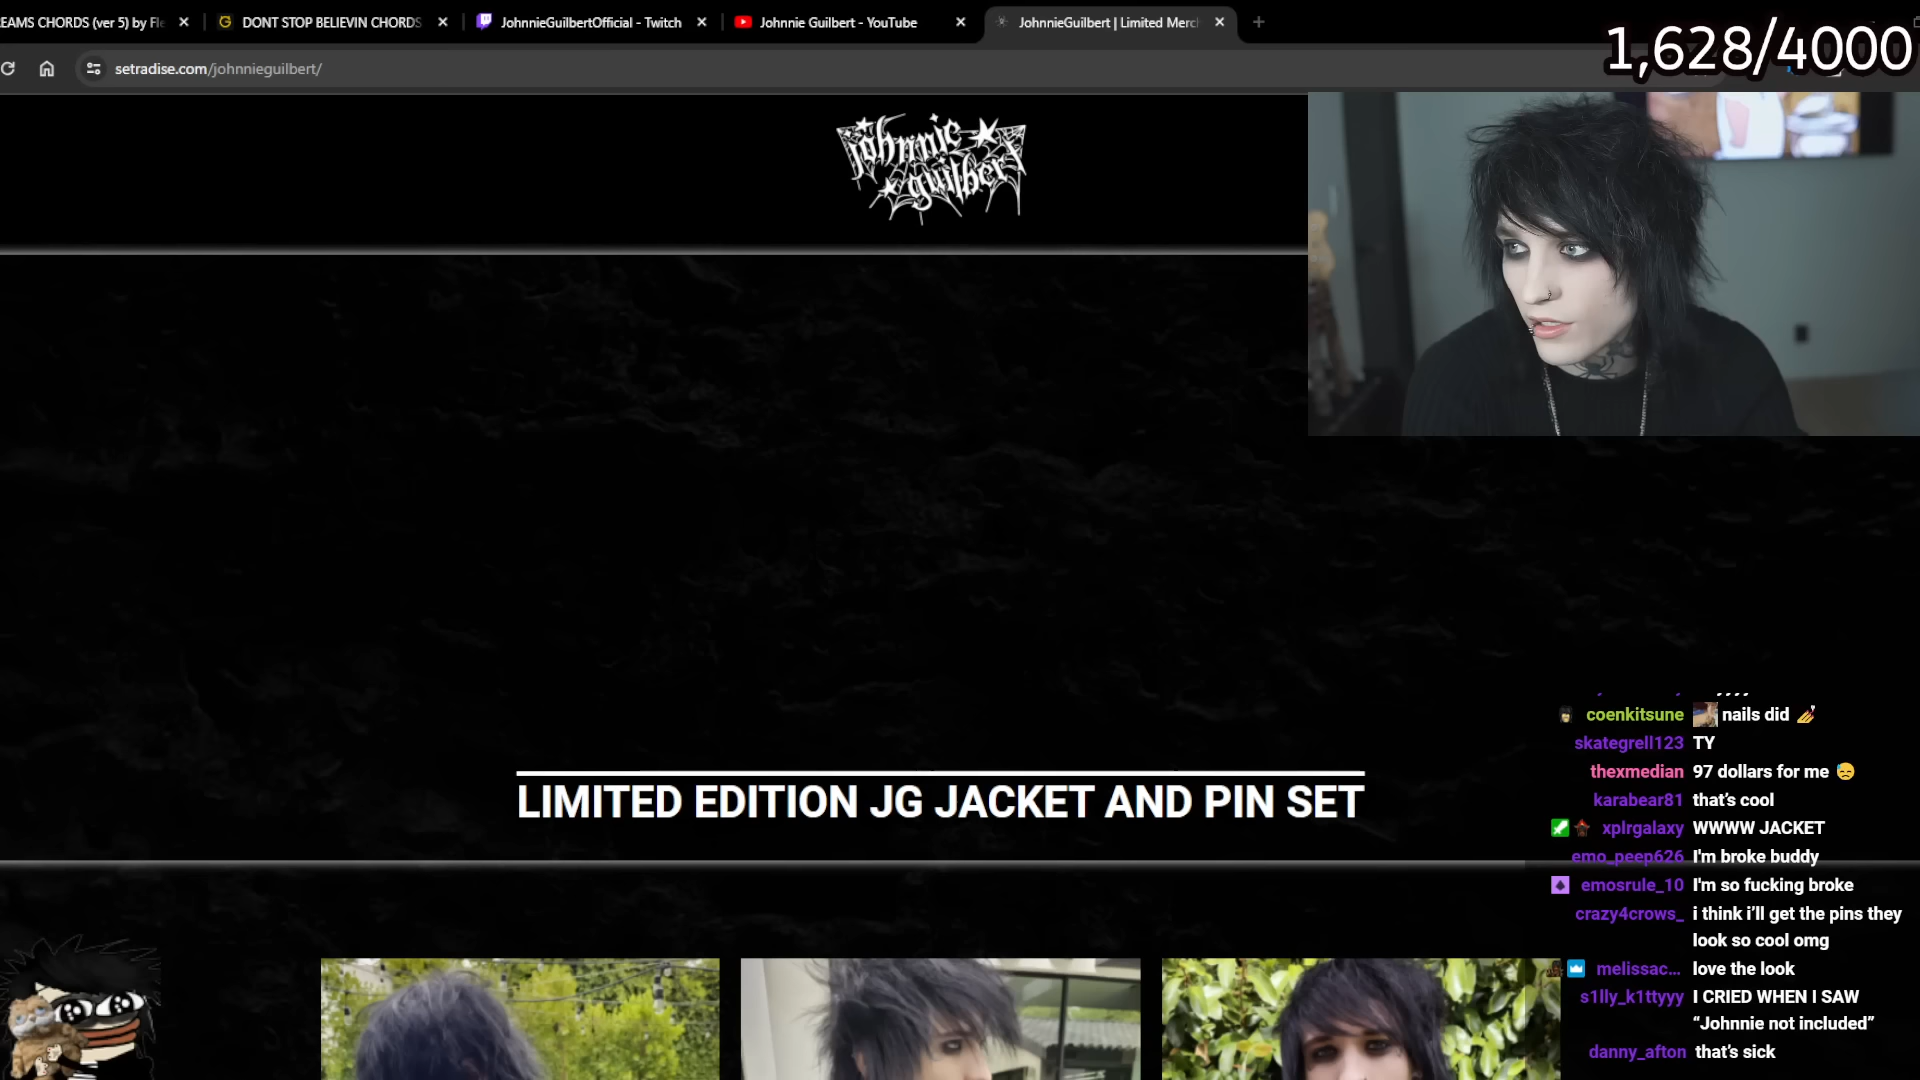 EAMS CHORDS (ver 5) by Fle
DONT STOP BELIEVIN CHORDS
JohnnieGuilbertOfficial - Twitch
Johnnie Guilbert - YouTube
JohnnieGuilbert | Limited Merc
1,628/4000
setradise.com/johnnieguilbert/
johnnie
guilbert
LIMITED EDITION JG JACKET AND PIN SET
coenkitsune nails did 💅
skategrell123 TY
thexmedian 97 dollars for me 😓
karabear81 that’s cool
xplrgalaxy WWWW JACKET
emo_peep626 I'm broke buddy
emosrule_10 I'm so fucking broke
crazy4crows_ i think i’ll get the pins they
look so cool omg
melissac... love the look
s1lly_k1ttyyy I CRIED WHEN I SAW
“Johnnie not included”
danny_afton that’s sick